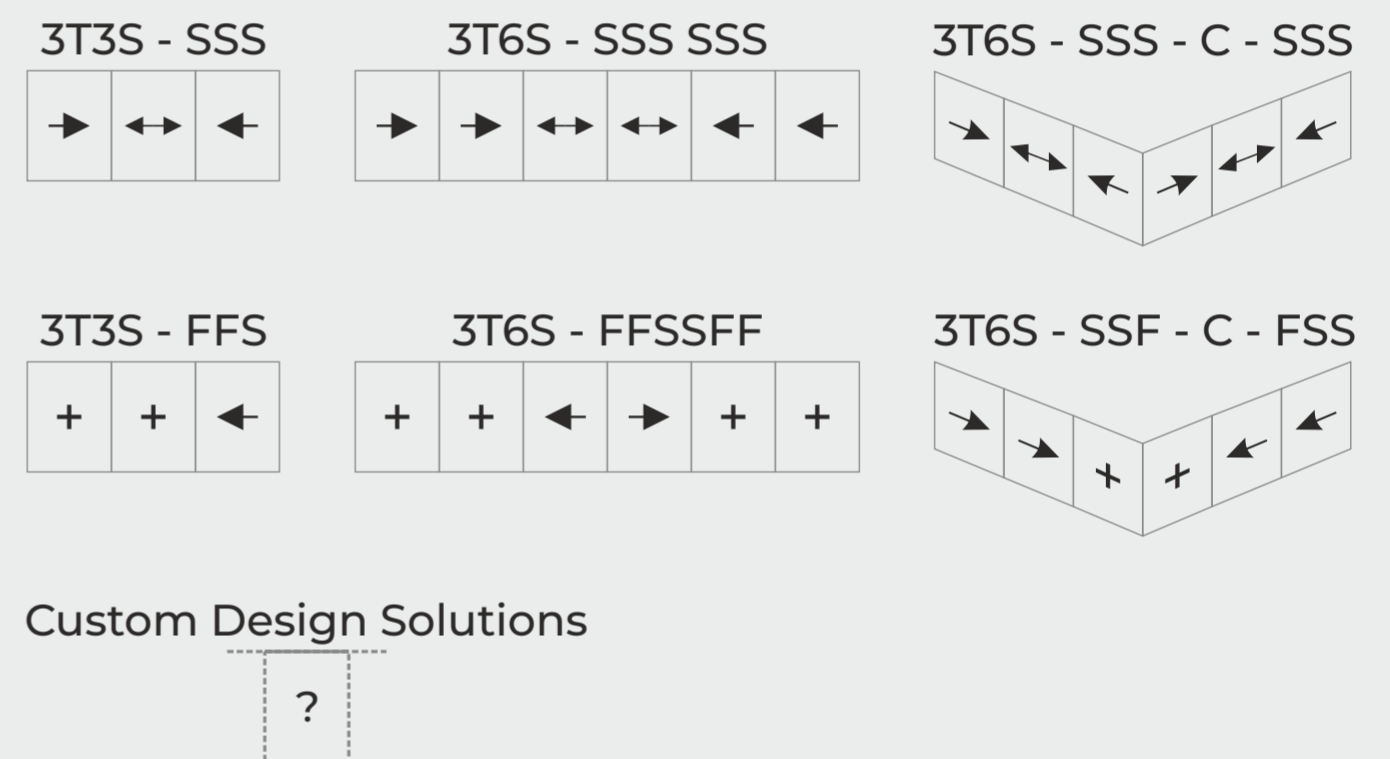 3T3S - SSS
3T6S - SSS SSS
3T6S - SSS - C - SSS
3T3S - FFS
+ +
3T6S - FFSSFF
+ + + +
3T6S - SSF - C - FSS
+ +
Custom Design Solutions
?